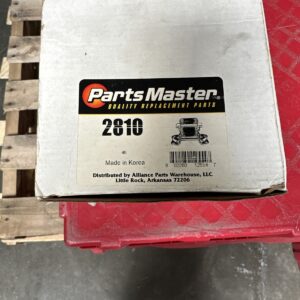 PartsMaster®
QUALITY REPLACEMENT PARTS
2810
Made in Korea
Distributed by Alliance Parts Warehouse, LLC
Little Rock, Arkansas 72206